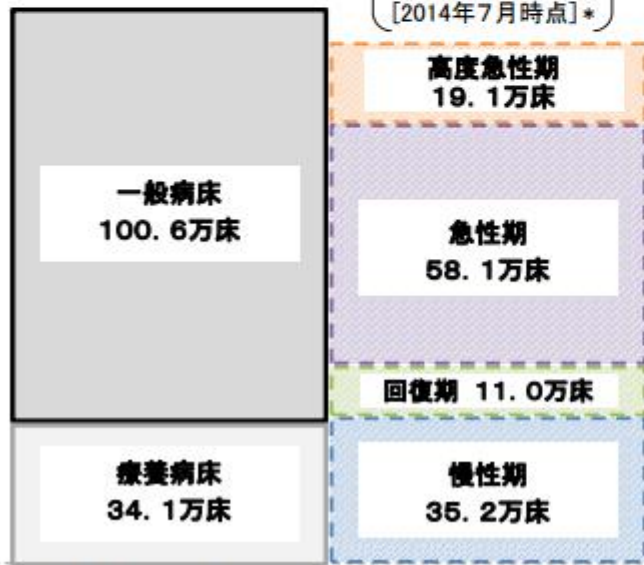 [2014年7月時点]*
高度急性期
19.1万床
一般病床
100.6万床
急性期
58.1万床
回復期 11.0万床
療養病床
34.1万床
慢性期
35.2万床